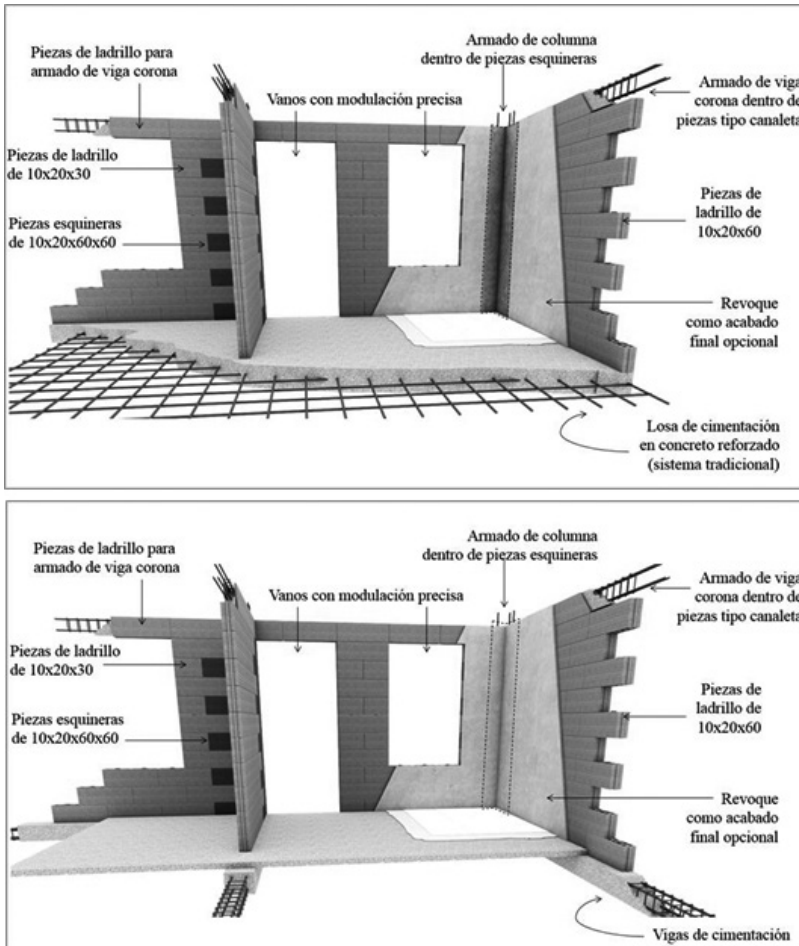 Piezas de ladrillo para
armado de viga corona
Vanos con modulación precisa
Armado de columna
dentro de piezas esquineras
Armado de viga
corona dentro de
piezas tipo canaleta
Piezas de ladrillo
de 10x20x30
Piezas esquineras
de 10x20x60x60
Piezas de
ladrillo de
10x20x60
Revoque
como acabado
final opcional
Losa de cimentación
en concreto reforzado
(sistema tradicional)
Piezas de ladrillo para
armado de viga corona
Vanos con modulación precisa
Armado de columna
dentro de piezas esquineras
Armado de viga
corona dentro de
piezas tipo canaleta
Piezas de ladrillo
de 10x20x30
Piezas esquineras
de 10x20x60x60
Piezas de
ladrillo de
10x20x60
Revoque
como acabado
final opcional
Vigas de cimentación